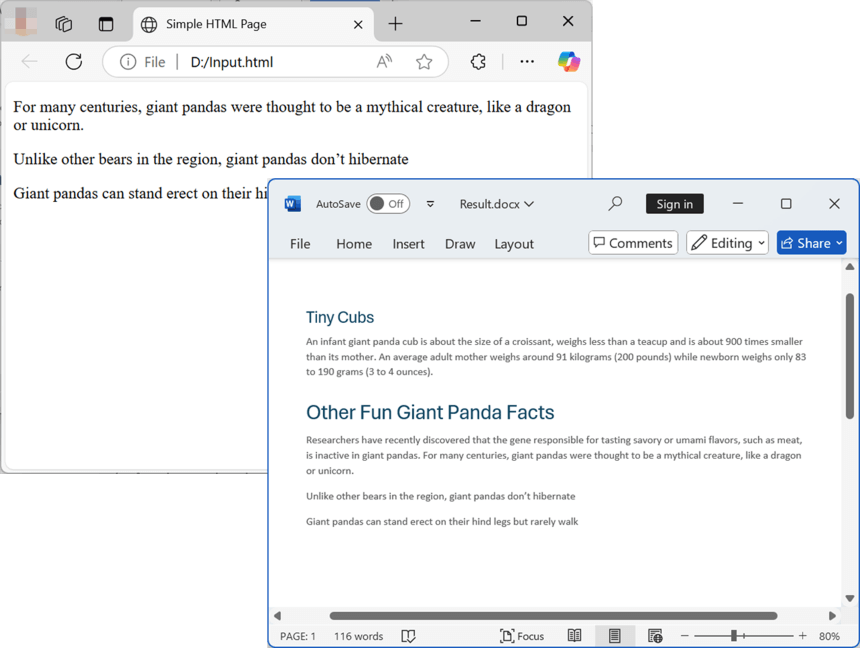 Simple HTML Page
File
D:/Input.html
For many centuries, giant pandas were thought to be a mythical creature, like a dragon
or unicorn.
Unlike other bears in the region, giant pandas don’t hibernate
Giant pandas can stand erect on their hi
W
AutoSave Off
Result.docx
Sign in
File Home Insert Draw Layout
Comments Editing Share
Tiny Cubs
An infant giant panda cub is about the size of a croissant, weighs less than a teacup and is about 900 times smaller
than its mother. An average adult mother weighs around 91 kilograms (200 pounds) while newborn weighs only 83
to 190 grams (3 to 4 ounces).
Other Fun Giant Panda Facts
Researchers have recently discovered that the gene responsible for tasting savory or umami flavors, such as meat,
is inactive in giant pandas. For many centuries, giant pandas were thought to be a mythical creature, like a dragon
or unicorn.
Unlike other bears in the region, giant pandas don’t hibernate
Giant pandas can stand erect on their hind legs but rarely walk
PAGE: 1 116 words Focus 80%